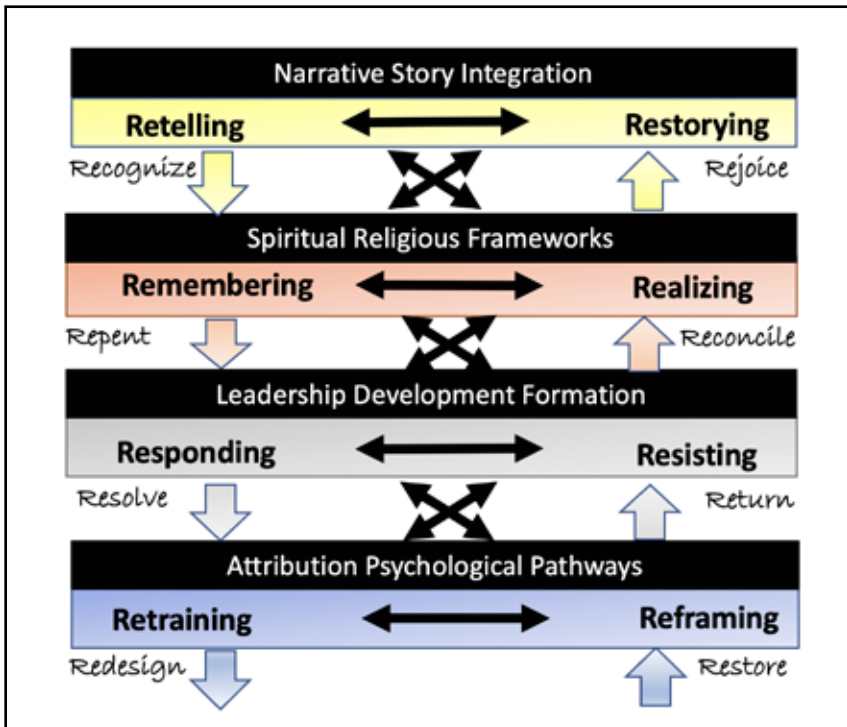 Narrative Story Integration
Retelling Restorying
Recognize Rejoice
Spiritual Religious Frameworks
Remembering Realizing
Repent Reconcile
Leadership Development Formation
Responding Resisting
Resolve Return
Attribution Psychological Pathways
Retraining Reframing
Redesign Restore